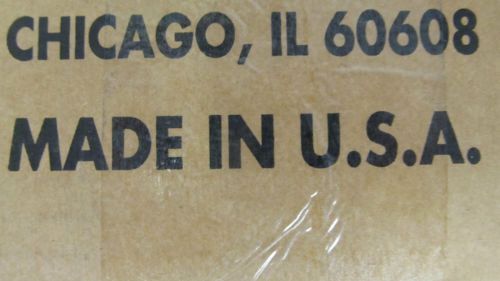 CHICAGO, IL 60608
MADE IN U.S.A.